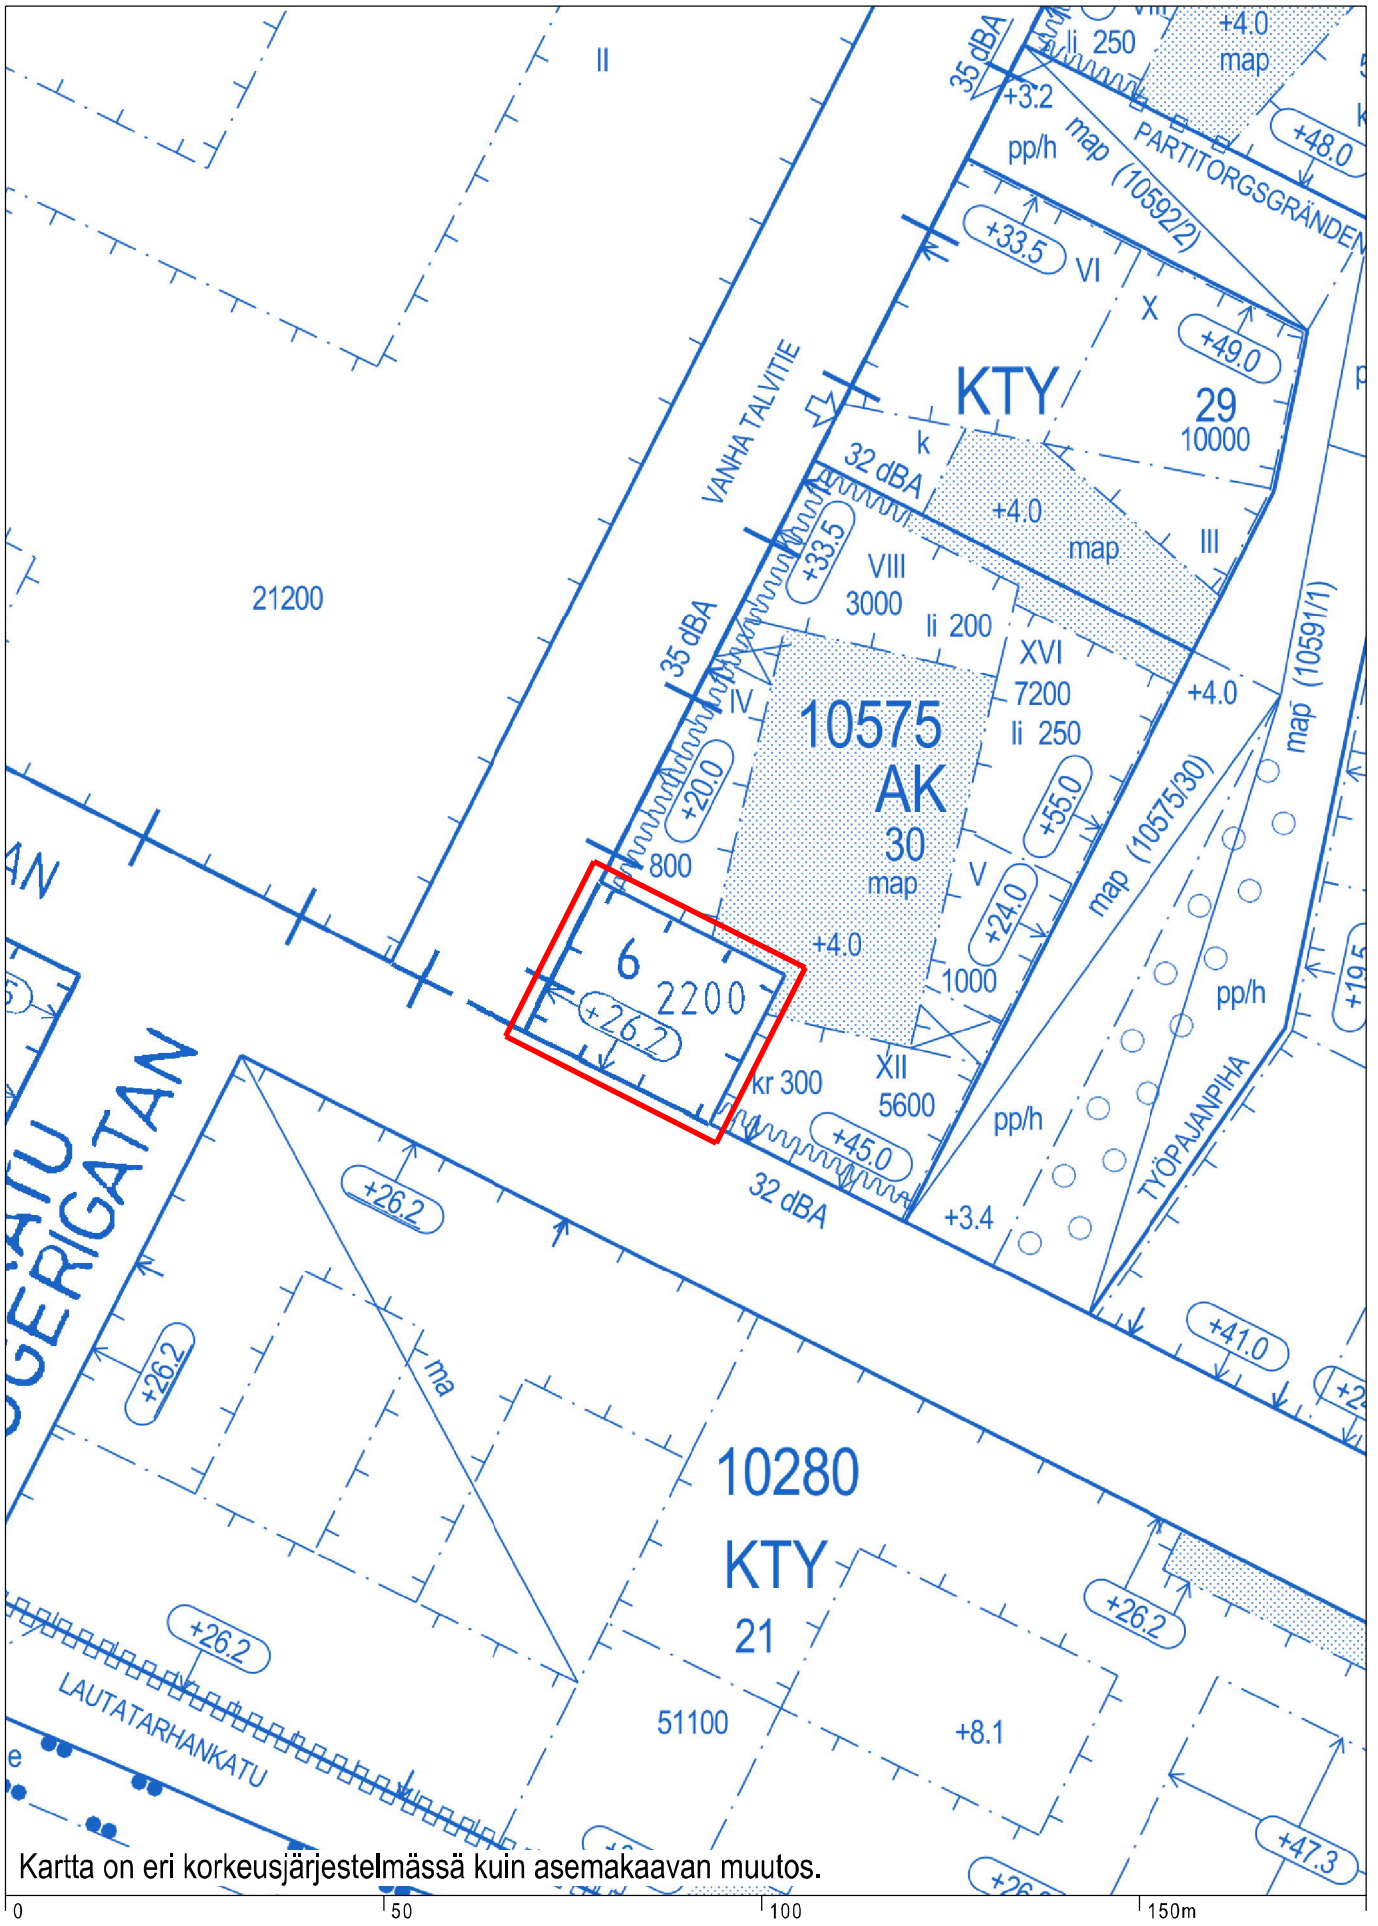 II
35 dBA
VIII
li 250
+4.0
map
+3.2
pp/h
map (10592/2)
PARTITORGSGRÄNDEN
+48.0
+33.5
VI
X
+49.0
VANHA TALVITIE
KTY
29
10000
k
32 dBA
+4.0
map
III
21200
+33.5
VIII
3000
li 200
XVI
7200
li 250
35 dBA
IV
10575
AK
30
map
+4.0
map (10591/1)
+20.0
+55.0
800
V
+24.0
map (10575/30)
+4.0
6
2200
+26.2
1000
pp/h
+19.5
kr 300
XII
5600
+45.0
32 dBA
pp/h
TYÖPAJANPIHA
+3.4
+26.2
+41.0
+26.2
ma
10280
KTY
21
+26.2
+26.2
LAUTATARHANKATU
51100
+8.1
e
+47.3
Kartta on eri korkeusjärjestelmässä kuin asemakaavan muutos.
0 50 100 150m